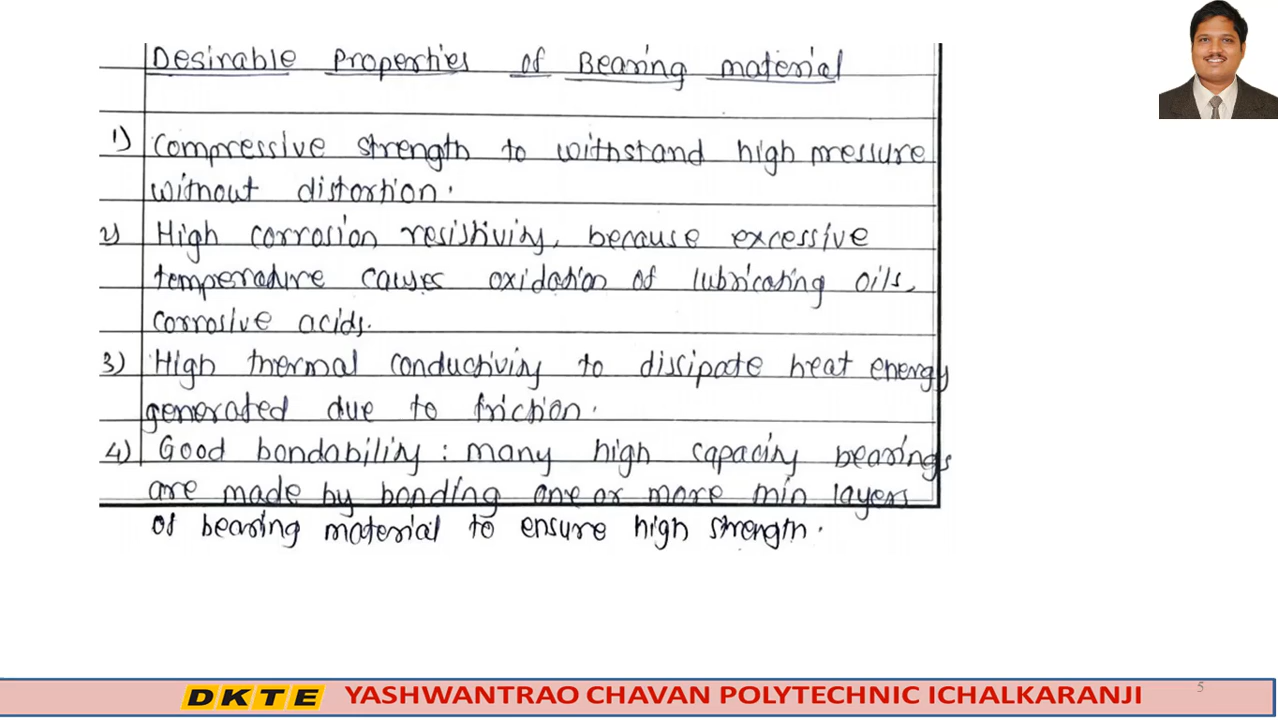 Desirable Properties of Bearing material
1) Compressive strength to withstand high pressure
without distortion.
2) High corrosion resistivity, because excessive
temperature causes oxidation of lubricating oils,
corrosive acids.
3) High thermal conductivity to discipate heat energy
generated due to friction.
4) Good bondability : many high capacity bearings
are made by bonding one or more min layers
of bearing material to ensure high strength.
DKTE YASHWANTRAO CHAVAN POLYTECHNIC ICHALKARANJI 5